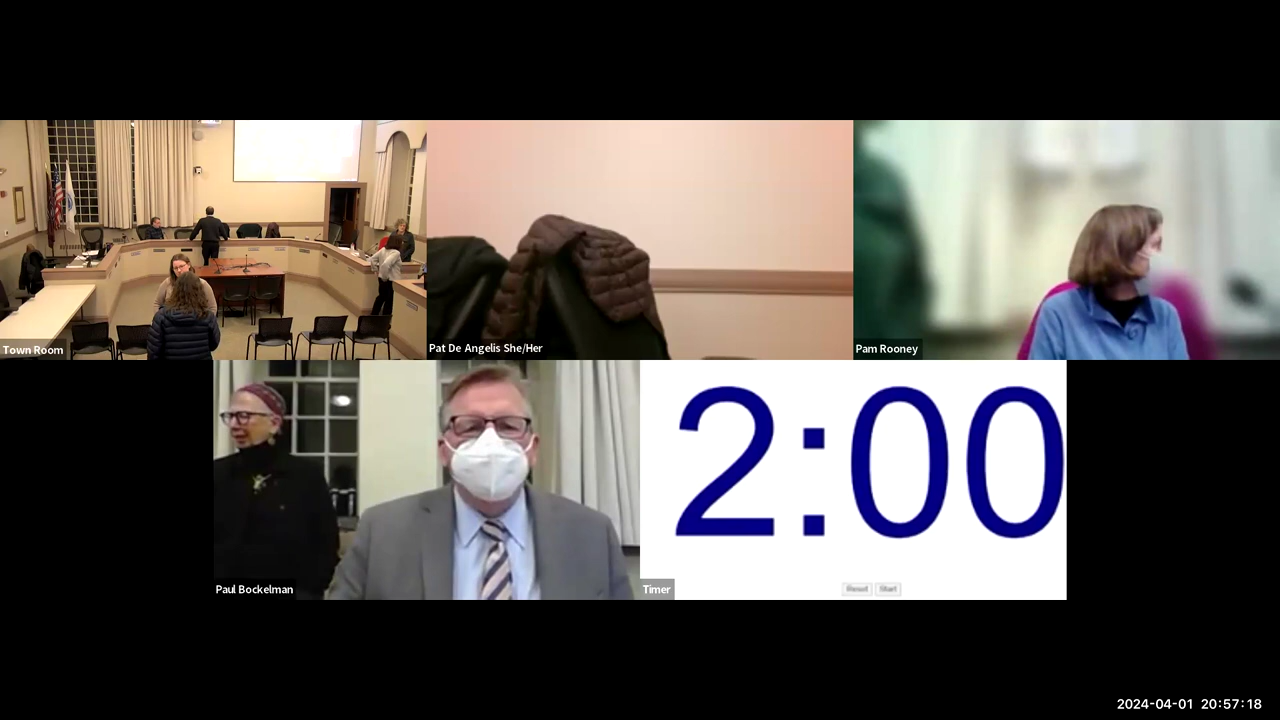 Town Room
Pat De Angelis She/Her
Pam Rooney
2:00
Paul Bockelman
Timer
Reset Start
2024-04-01 20:57:18